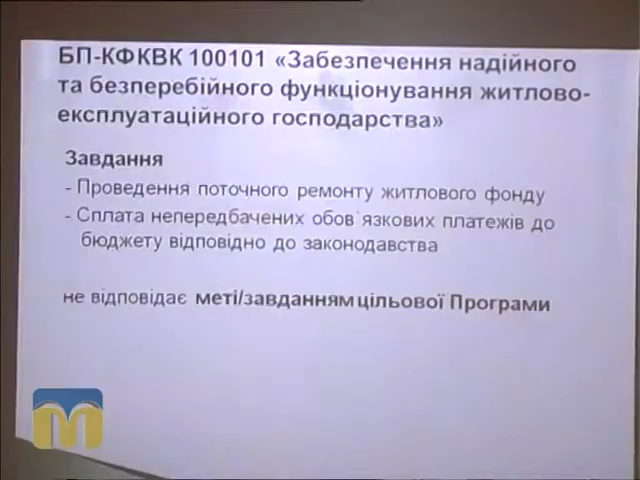 БП-КФКВК 100101 «Забезпечення надійного
та безперебійного функціонування житлово-
експлуатаційного господарства»
Завдання
- Проведення поточного ремонту житлового фонду
- Сплата непередбачених обов´язкових платежів до
бюджету відповідно до законодавства
не відповідає меті/завданням цільової Програми